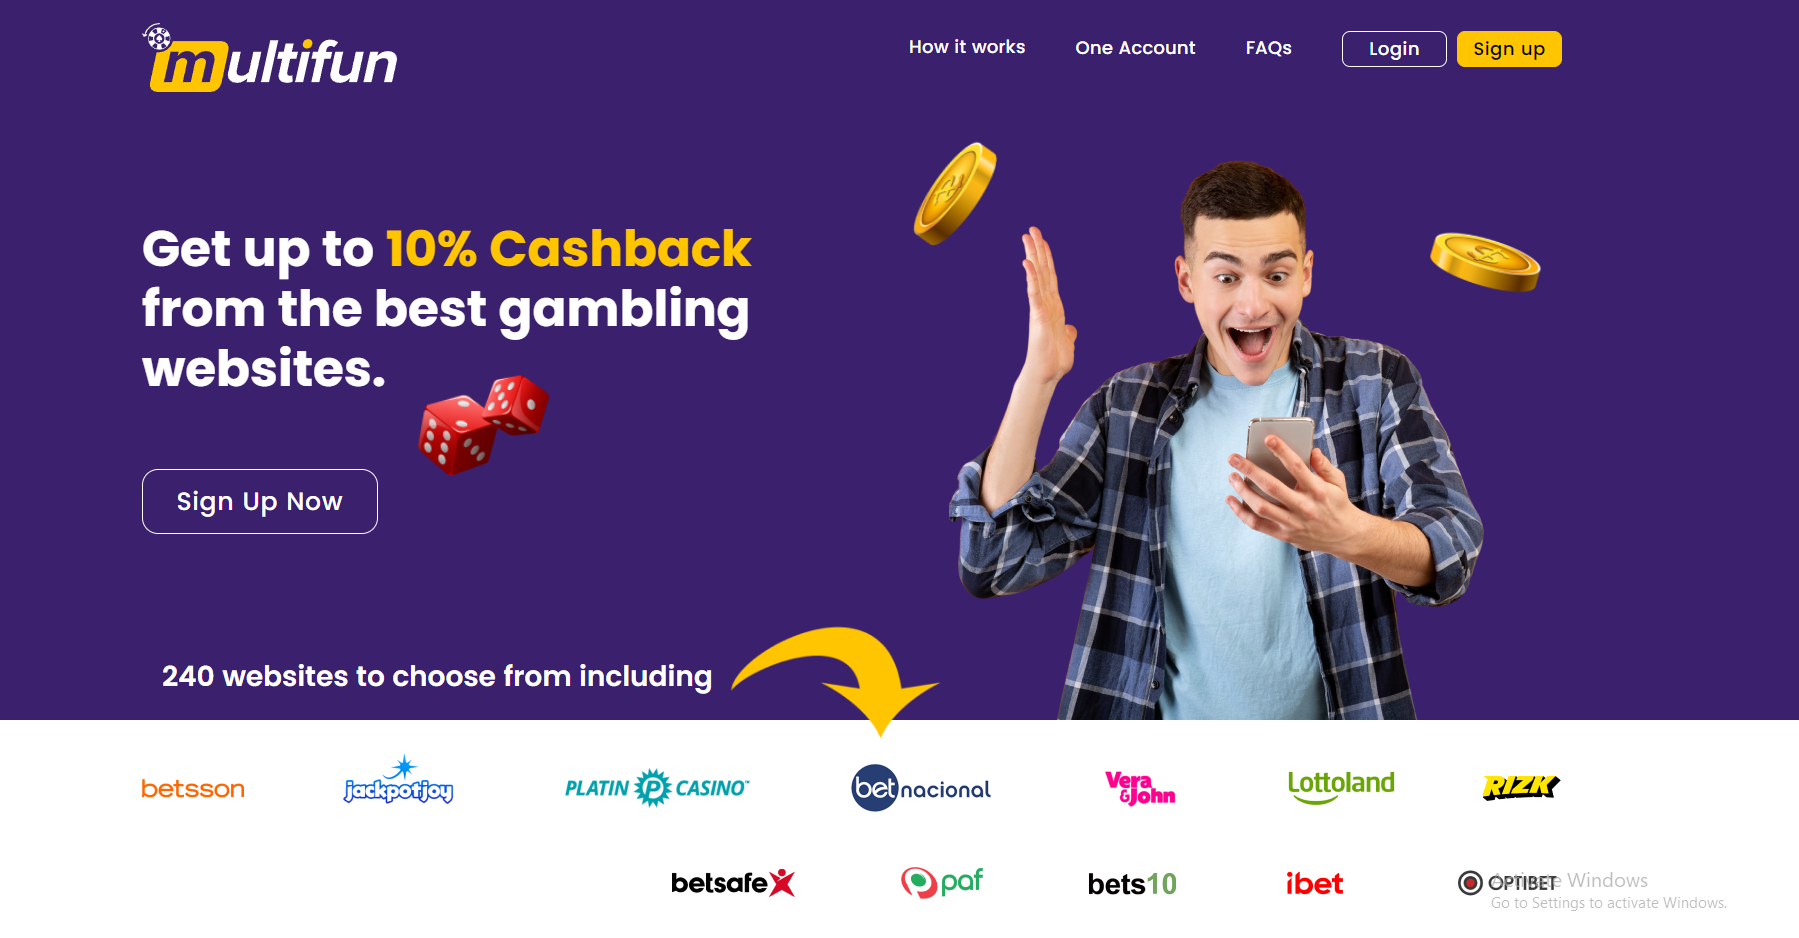 multifun
How it works
One Account
FAQs
Login
Sign up
Get up to 10% Cashback
from the best gambling
websites.
Sign Up Now
240 websites to choose from including
betsson
jackpotjoy
PLATIN P CASINO™
betnacional
Vera
&John
Lottoland
RIZK
betsafe
paf
bets10
ibet
OPTIBET
Activate Windows
Go to Settings to activate Windows.